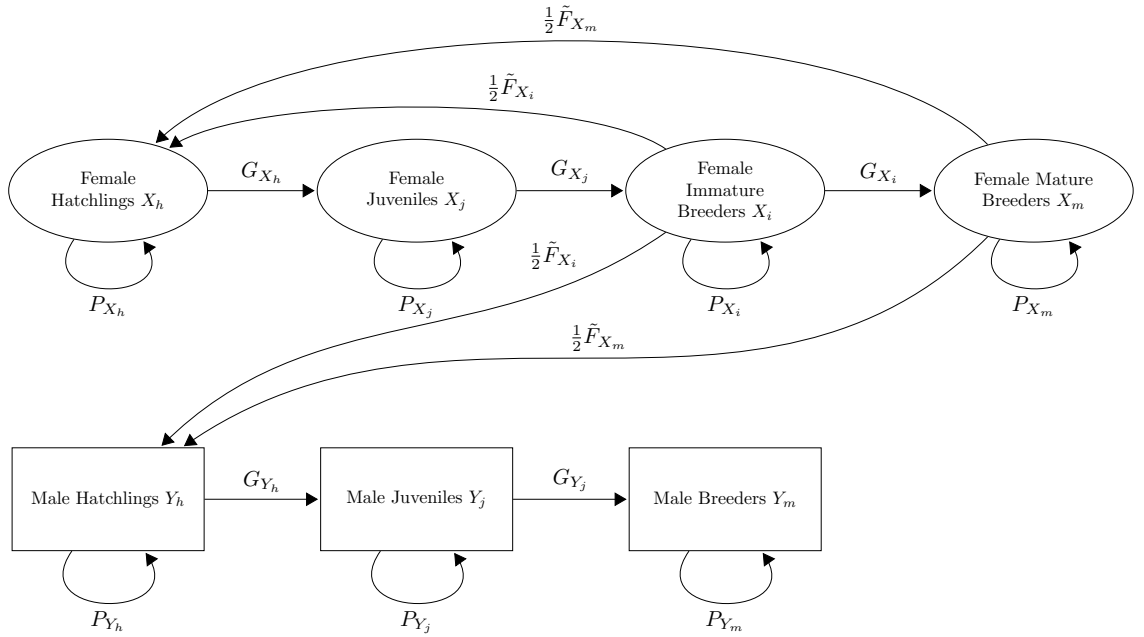 ½F̃_{X_m}
½F̃_{X_i}
Female
Hatchlings X_h
G_{X_h}
Female
Juveniles X_j
G_{X_j}
Female
Immature
Breeders X_i
G_{X_i}
Female Mature
Breeders X_m
½F̃_{X_i}
P_{X_h}
P_{X_j}
P_{X_i}
P_{X_m}
½F̃_{X_m}
Male Hatchlings Y_h
G_{Y_h}
Male Juveniles Y_j
G_{Y_j}
Male Breeders Y_m
P_{Y_h}
P_{Y_j}
P_{Y_m}